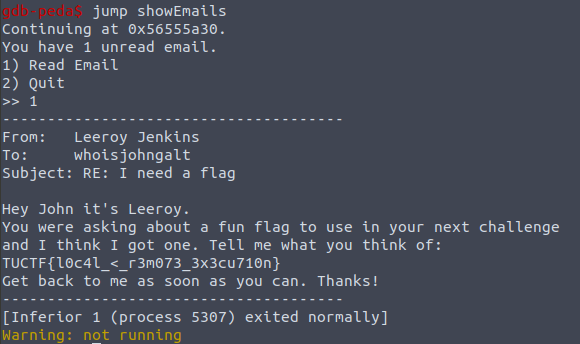 gdb-peda$ jump showEmails
Continuing at 0x56555a30.
You have 1 unread email.
1) Read Email
2) Quit
>> 1
--------------------------------------
From:   Leeroy Jenkins
To:     whoisjohngalt
Subject: RE: I need a flag

Hey John it's Leeroy.
You were asking about a fun flag to use in your next challenge
and I think I got one. Tell me what you think of:
TUCTF{l0c4l_<_r3m073_3x3cu710n}
Get back to me as soon as you can. Thanks!
--------------------------------------
[Inferior 1 (process 5307) exited normally]
Warning: not running